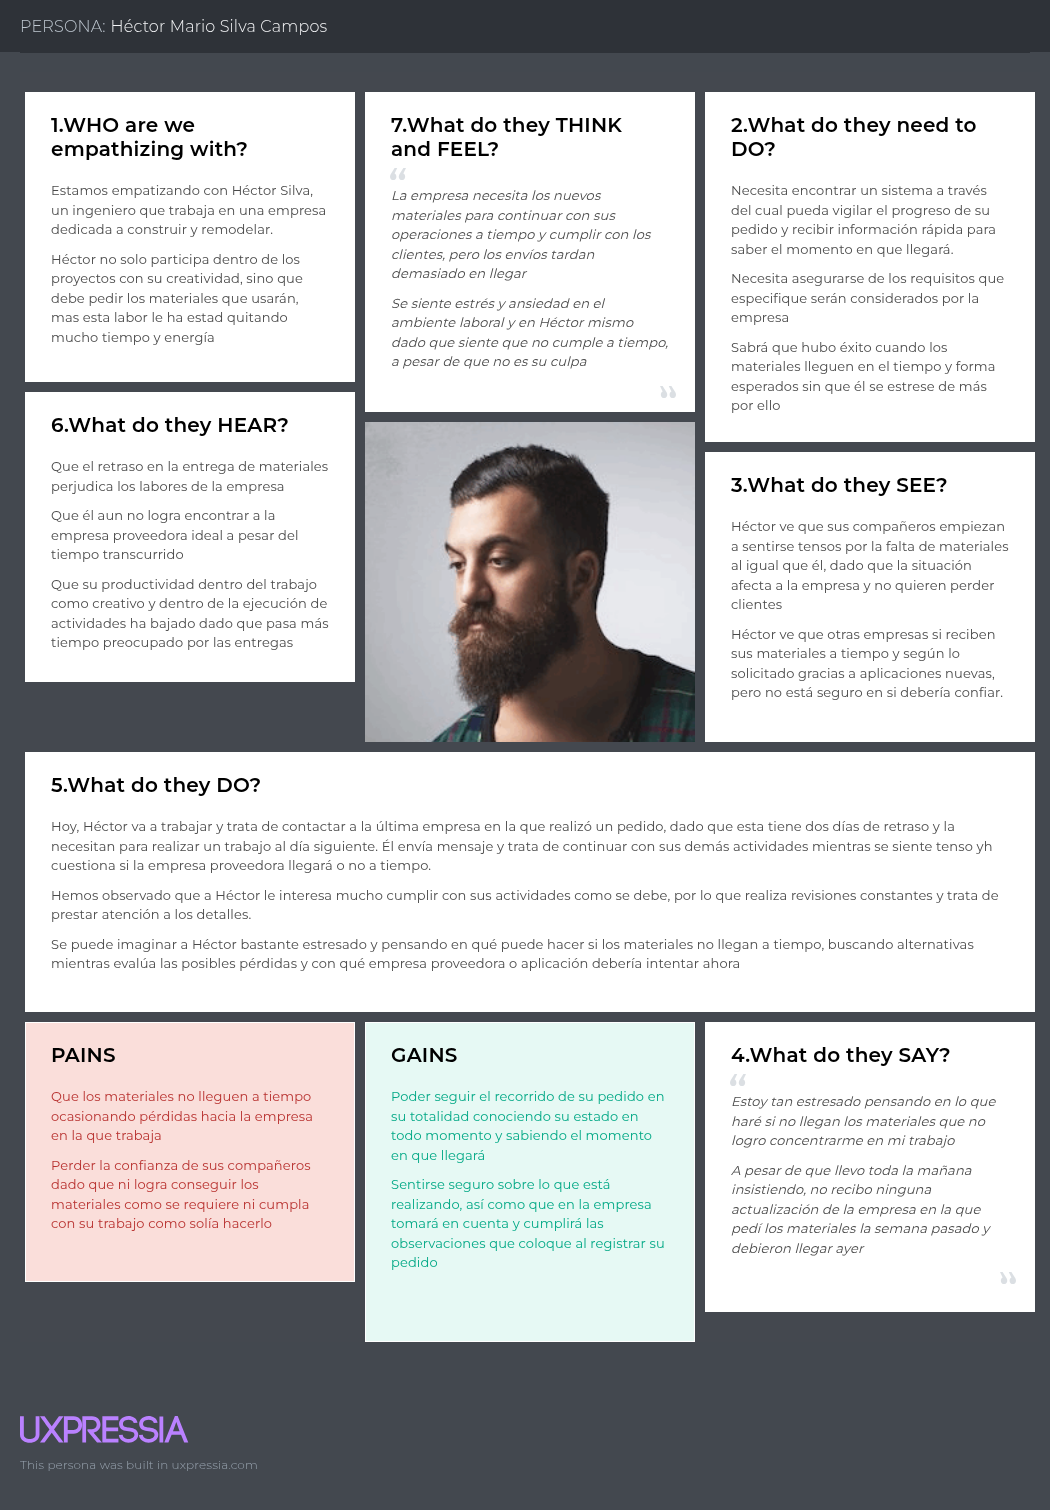 PERSONA: Héctor Mario Silva Campos
1.WHO are we
empathizing with?
Estamos empatizando con Héctor Silva,
un ingeniero que trabaja en una empresa
dedicada a construir y remodelar.
Héctor no solo participa dentro de los
proyectos con su creatividad, sino que
debe pedir los materiales que usarán,
mas esta labor le ha estad quitando
mucho tiempo y energía
7.What do they THINK
and FEEL?
“
La empresa necesita los nuevos
materiales para continuar con sus
operaciones a tiempo y cumplir con los
clientes, pero los envíos tardan
demasiado en llegar
Se siente estrés y ansiedad en el
ambiente laboral y en Héctor mismo
dado que siente que no cumple a tiempo,
a pesar de que no es su culpa
”
2.What do they need to
DO?
Necesita encontrar un sistema a través
del cual pueda vigilar el progreso de su
pedido y recibir información rápida para
saber el momento en que llegará.
Necesita asegurarse de los requisitos que
especifique serán considerados por la
empresa
Sabrá que hubo éxito cuando los
materiales lleguen en el tiempo y forma
esperados sin que él se estrese de más
por ello
6.What do they HEAR?
Que el retraso en la entrega de materiales
perjudica los labores de la empresa
Que él aun no logra encontrar a la
empresa proveedora ideal a pesar del
tiempo transcurrido
Que su productividad dentro del trabajo
como creativo y dentro de la ejecución de
actividades ha bajado dado que pasa más
tiempo preocupado por las entregas
3.What do they SEE?
Héctor ve que sus compañeros empiezan
a sentirse tensos por la falta de materiales
al igual que él, dado que la situación
afecta a la empresa y no quieren perder
clientes
Héctor ve que otras empresas si reciben
sus materiales a tiempo y según lo
solicitado gracias a aplicaciones nuevas,
pero no está seguro en si debería confiar.
5.What do they DO?
Hoy, Héctor va a trabajar y trata de contactar a la última empresa en la que realizó un pedido, dado que esta tiene dos días de retraso y la
necesitan para realizar un trabajo al día siguiente. Él envía mensaje y trata de continuar con sus demás actividades mientras se siente tenso yh
cuestiona si la empresa proveedora llegará o no a tiempo.
Hemos observado que a Héctor le interesa mucho cumplir con sus actividades como se debe, por lo que realiza revisiones constantes y trata de
prestar atención a los detalles.
Se puede imaginar a Héctor bastante estresado y pensando en qué puede hacer si los materiales no llegan a tiempo, buscando alternativas
mientras evalúa las posibles pérdidas y con qué empresa proveedora o aplicación debería intentar ahora
PAINS
Que los materiales no lleguen a tiempo
ocasionando pérdidas hacia la empresa
en la que trabaja
Perder la confianza de sus compañeros
dado que ni logra conseguir los
materiales como se requiere ni cumpla
con su trabajo como solía hacerlo
GAINS
Poder seguir el recorrido de su pedido en
su totalidad conociendo su estado en
todo momento y sabiendo el momento
en que llegará
Sentirse seguro sobre lo que está
realizando, así como que en la empresa
tomará en cuenta y cumplirá las
observaciones que coloque al registrar su
pedido
4.What do they SAY?
“
Estoy tan estresado pensando en lo que
haré si no llegan los materiales que no
logro concentrarme en mi trabajo
A pesar de que llevo toda la mañana
insistiendo, no recibo ninguna
actualización de la empresa en la que
pedí los materiales la semana pasado y
debieron llegar ayer
”
UXPRESSIA
This persona was built in uxpressia.com